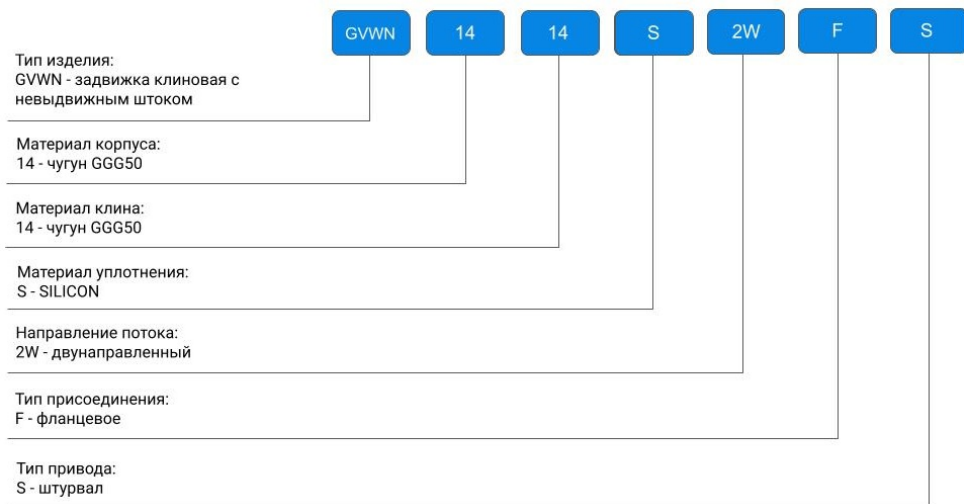 GVWN 14 14 S 2W F S
Тип изделия:
GVWN - задвижка клиновая с
невыдвижным штоком
Материал корпуса:
14 - чугун GGG50
Материал клина:
14 - чугун GGG50
Материал уплотнения:
S - SILICON
Направление потока:
2W - двунаправленный
Тип присоединения:
F - фланцевое
Тип привода:
S - штурвал